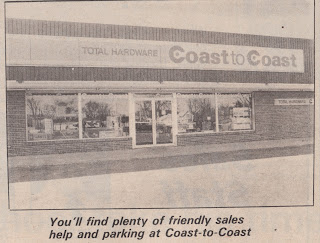 TOTAL HARDWARE Coast to Coast
TOTAL HARDWARE
You'll find plenty of friendly sales
help and parking at Coast-to-Coast